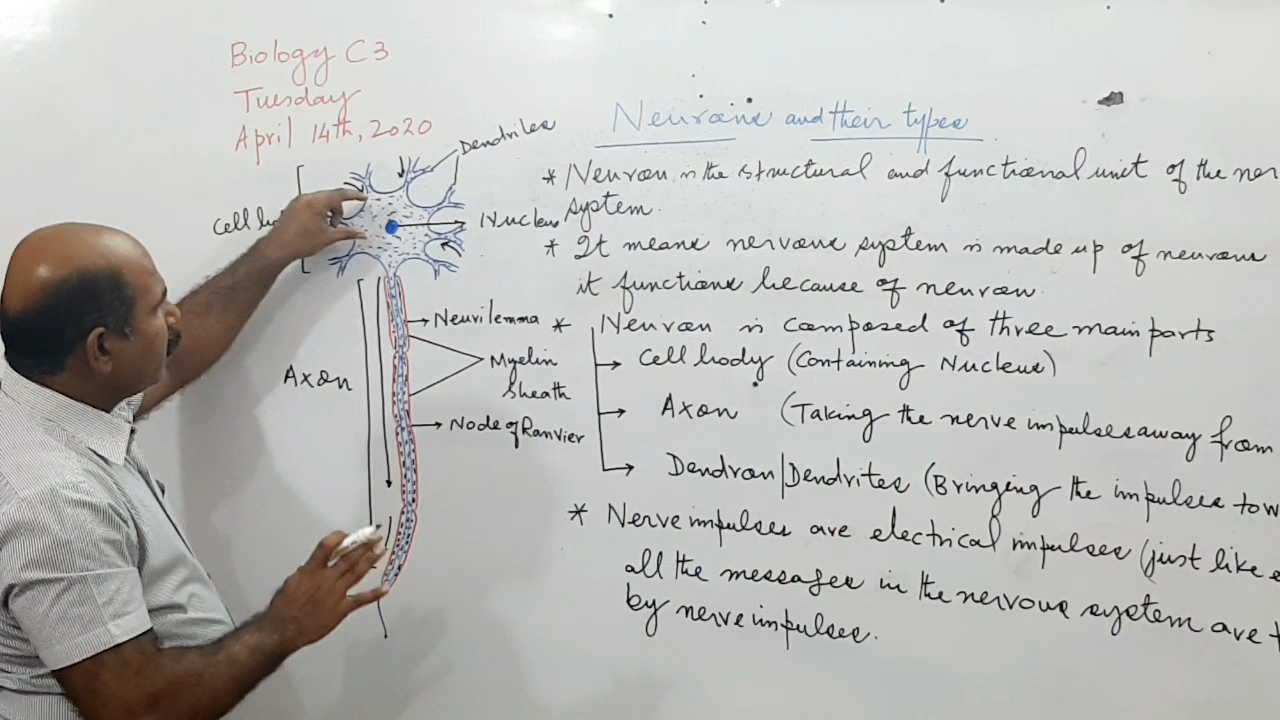 Biology C3
Tuesday
April 14th, 2020
Neurons and their types
Dendrites
Cell
Nucleus
Axon
Neurilemma
Myelin
Sheath
Node of Ranvier
* Neuron is the structural and functional unit of the ner
system.
* It means nervous system is made up of neurons
it functions because of neuron.
* Neuron is composed of three main parts
→ Cell body (Containing Nucleus)
→ Axon (Taking the nerve impulses away from
→ Dendron/Dendrites (Bringing the impulses tow
* Nerve impulses are electrical impulses (just like e
all the messages in the nervous system are t
by nerve impulses.